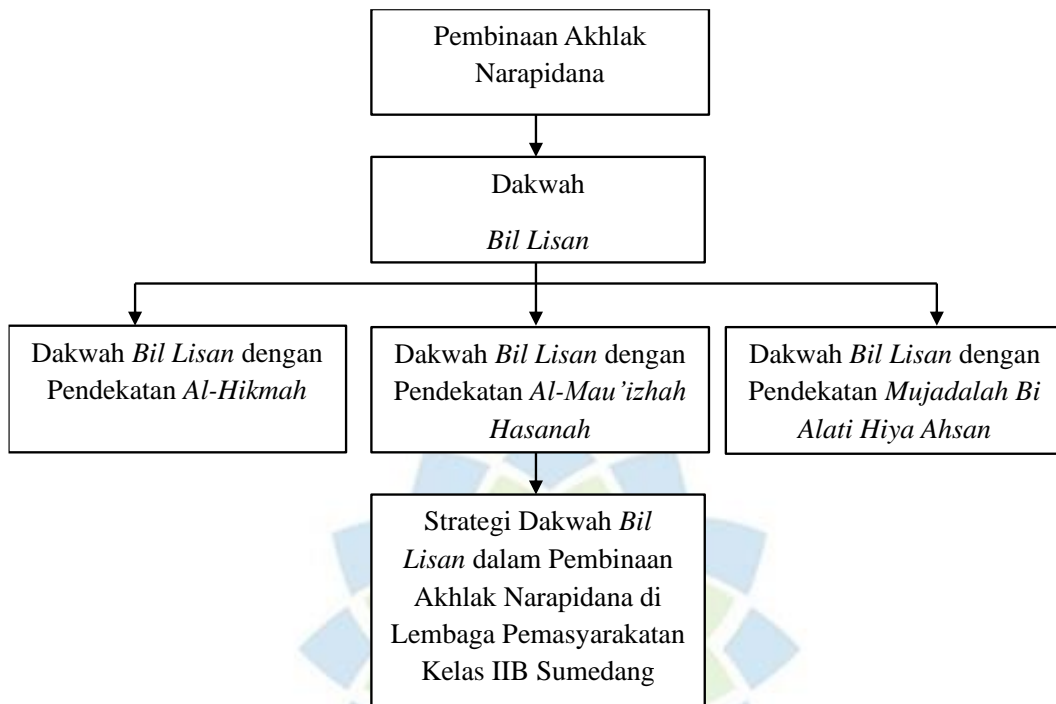 Pembinaan Akhlak
Narapidana
Dakwah
Bil Lisan
Dakwah Bil Lisan dengan
Pendekatan Al-Hikmah
Dakwah Bil Lisan dengan
Pendekatan Al-Mau’izhah
Hasanah
Dakwah Bil Lisan dengan
Pendekatan Mujadalah Bi
Alati Hiya Ahsan
Strategi Dakwah Bil
Lisan dalam Pembinaan
Akhlak Narapidana di
Lembaga Pemasyarakatan
Kelas IIB Sumedang